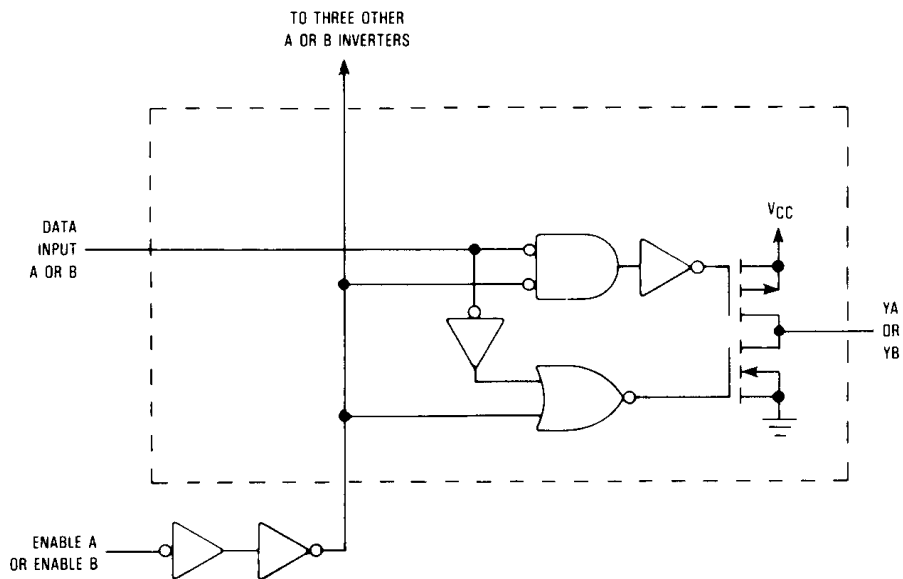 TO THREE OTHER
A OR B INVERTERS
DATA
INPUT
A OR B
VCC
YA
OR
YB
ENABLE A
OR ENABLE B